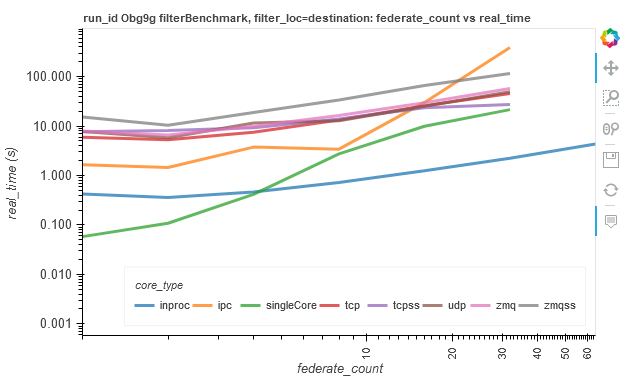 run_id Obg9g filterBenchmark, filter_loc=destination: federate_count vs real_time
100.000
10.000
1.000
0.100
0.010
0.001
real_time (s)
core_type
inproc ipc singleCore tcp tcpss udp zmq zmqss
10 20 30 40 50 60
federate_count